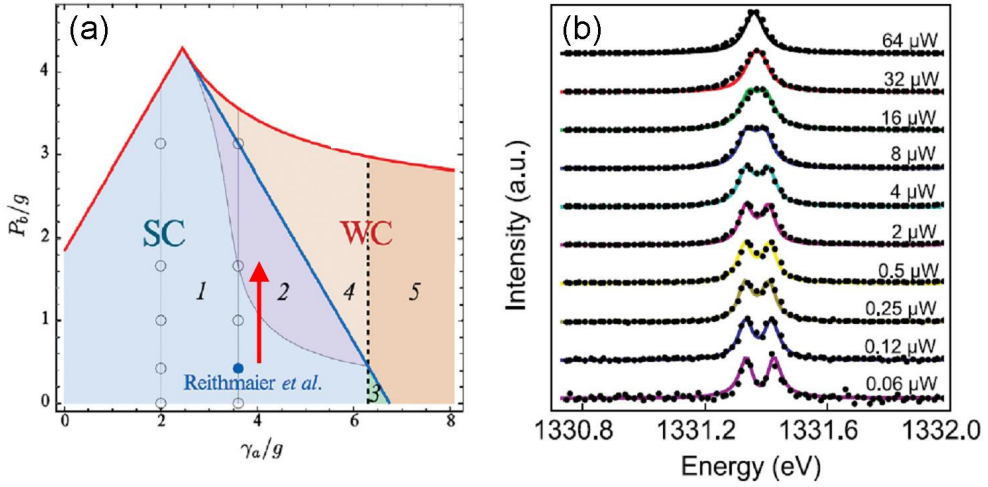 (a)
4
3
2
1
0
P_b/g
SC
WC
1
2
4
5
3
Reithmaier et al.
0
2
4
6
8
γ_a/g
(b)
64 µW
32 µW
16 µW
8 µW
4 µW
2 µW
0.5 µW
0.25 µW
0.12 µW
0.06 µW
Intensity (a.u.)
1330.8 1331.2 1331.6 1332.0
Energy (eV)